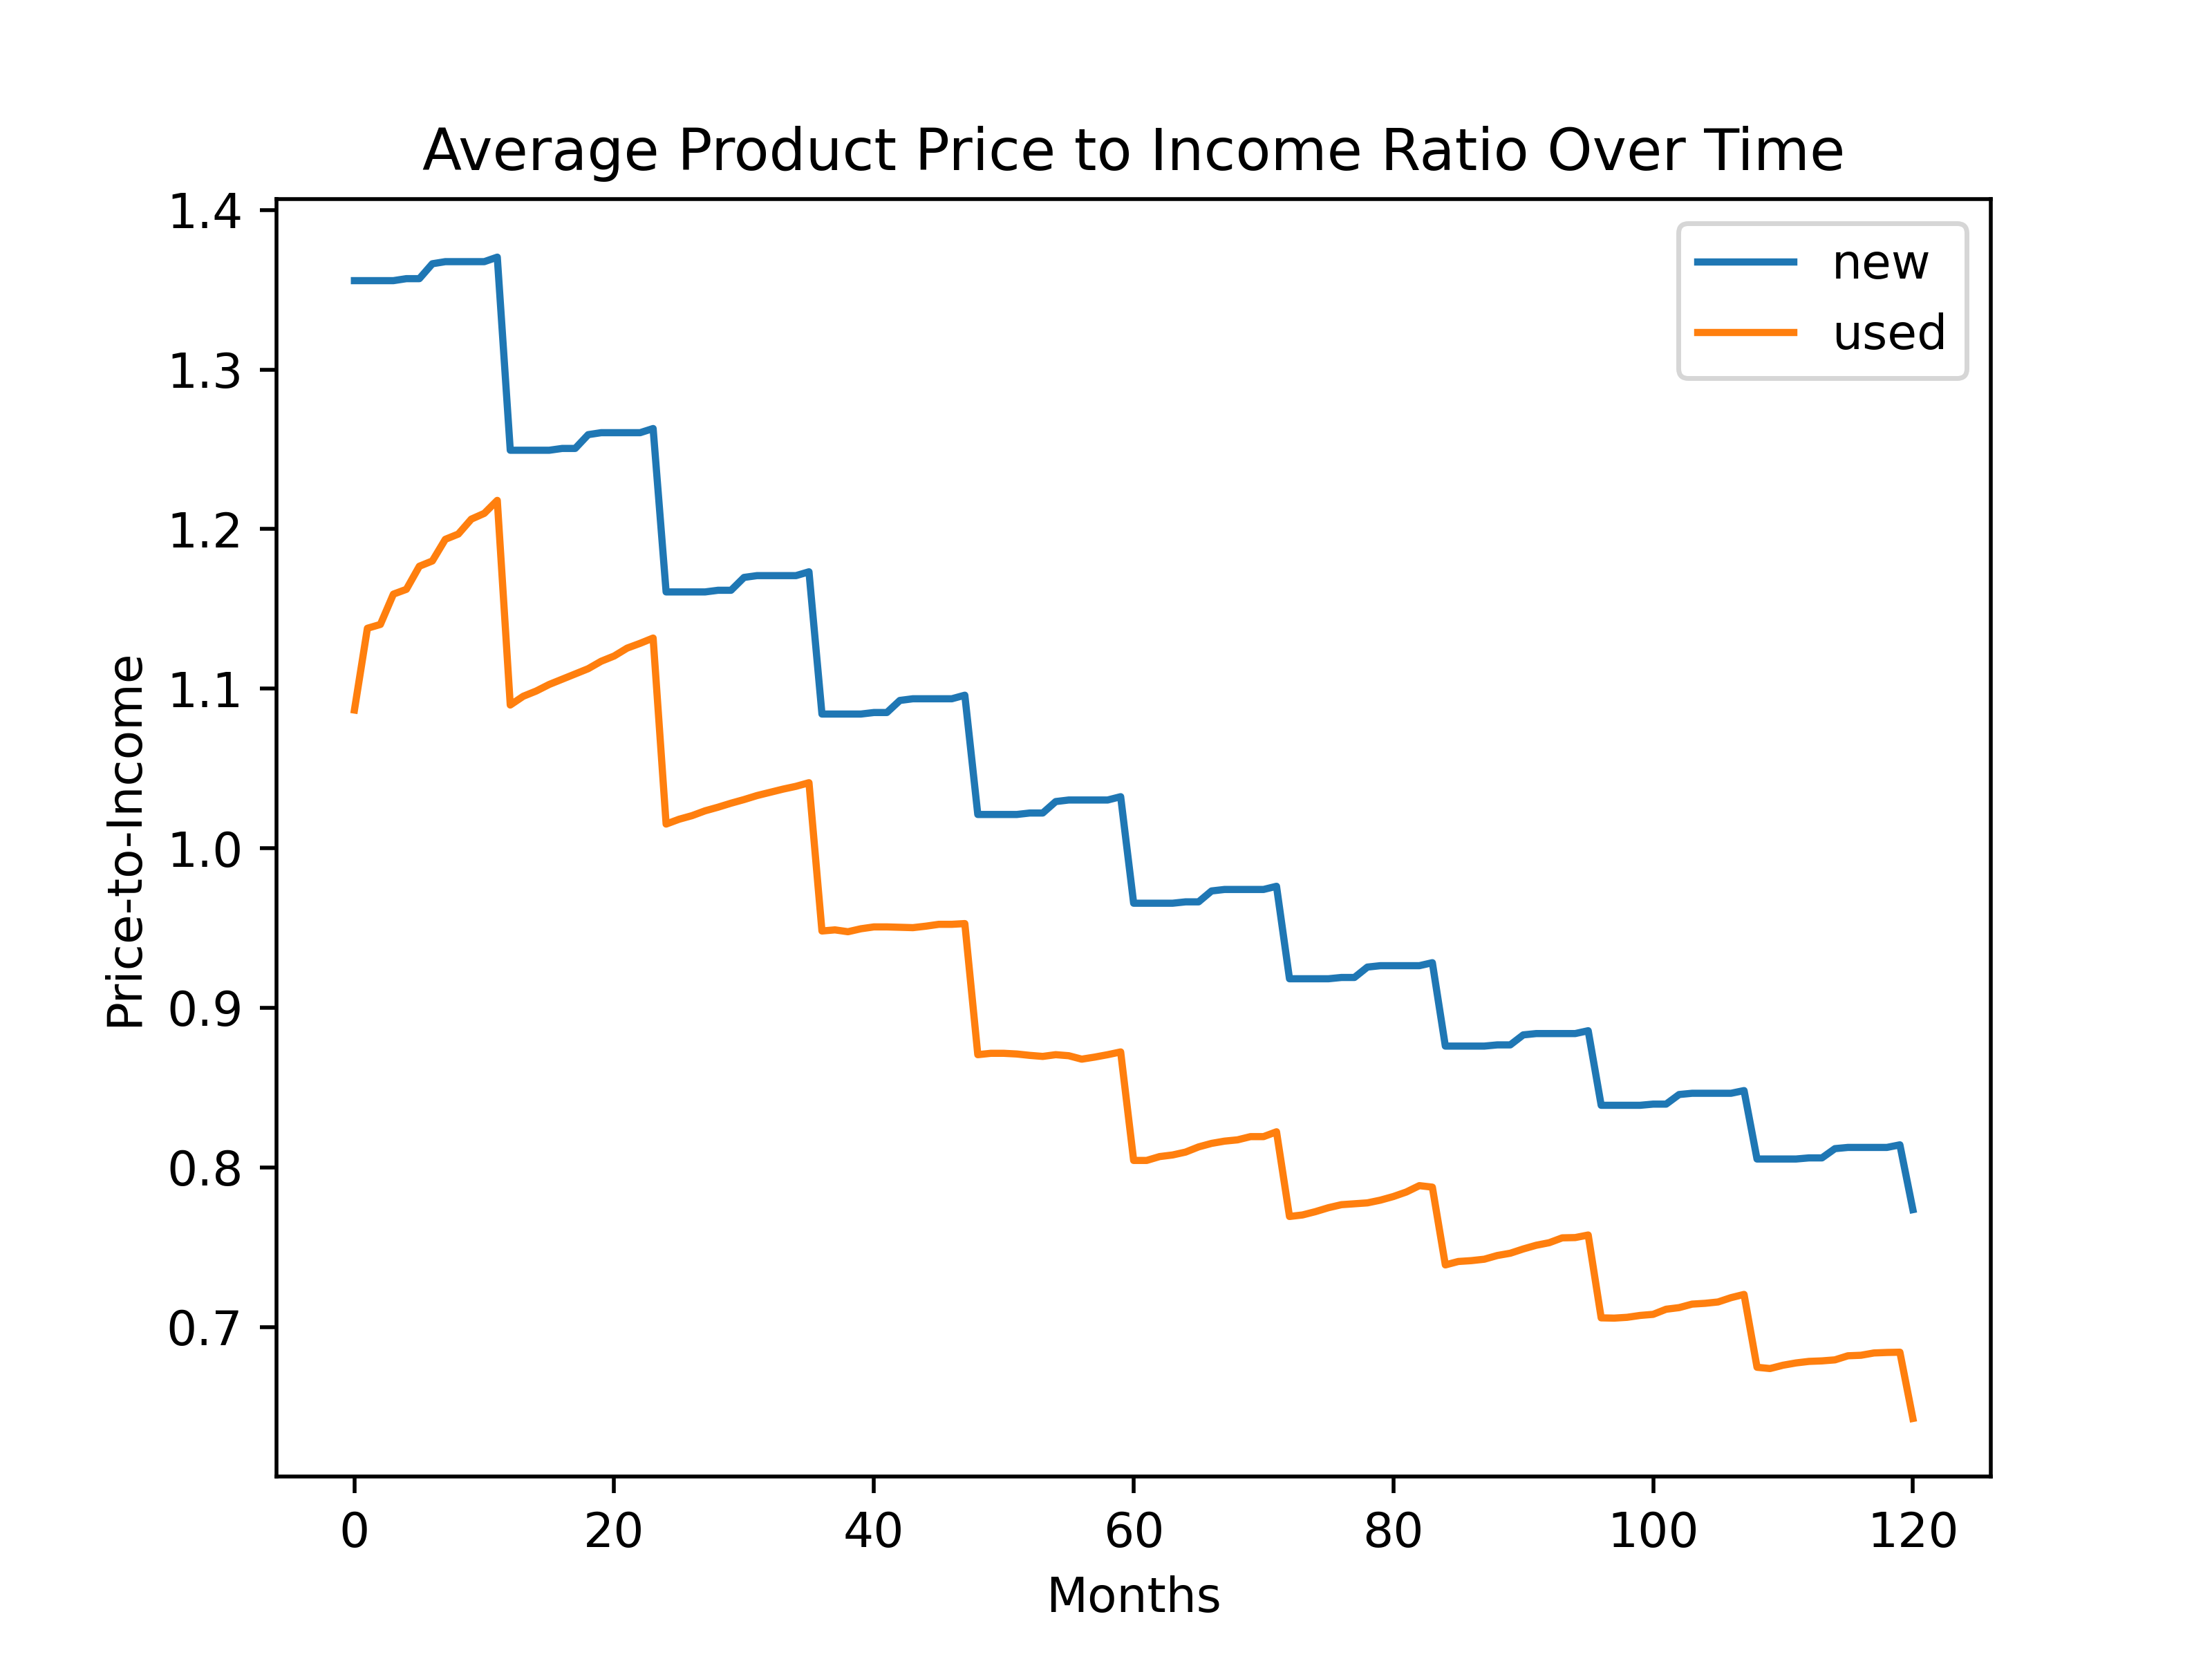 Average Product Price to Income Ratio Over Time
1.4
1.3
1.2
1.1
1.0
0.9
0.8
0.7
Price-to-Income
new
used
0 20 40 60 80 100 120
Months